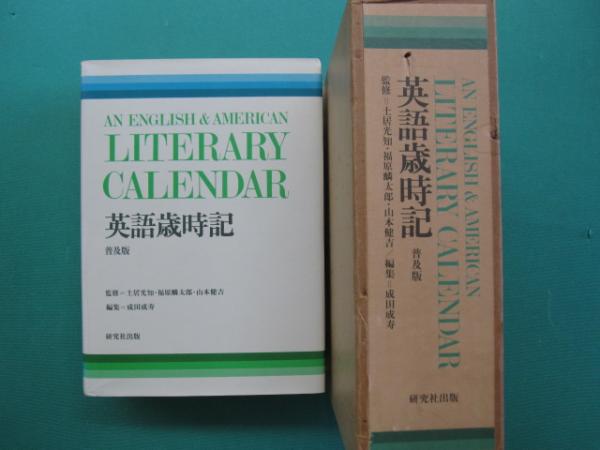 AN ENGLISH & AMERICAN
LITERARY
CALENDAR
英語歳時記
普及版
監修=土居光知・福原麟太郎・山本健吉
編集=成田成寿
研究社出版
AN ENGLISH & AMERICAN
LITERARY CALENDAR
英語歳時記 普及版
監修=土居光知・福原麟太郎・山本健吉 編集=成田成寿
研究社出版